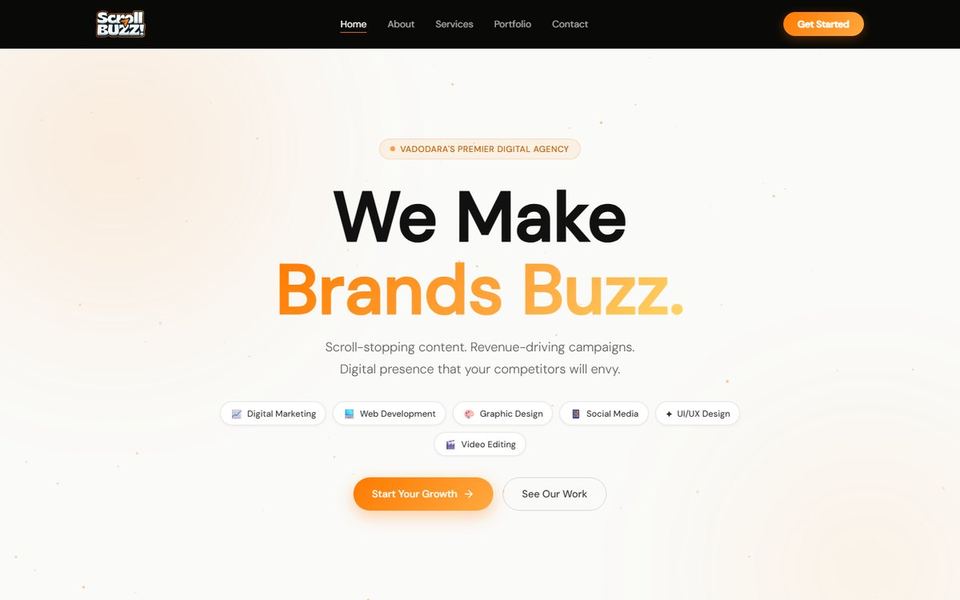 Scroll
BUZZ!
Home About Services Portfolio Contact
Get Started
VADODARA'S PREMIER DIGITAL AGENCY
We Make
Brands Buzz.
Scroll-stopping content. Revenue-driving campaigns.
Digital presence that your competitors will envy.
Digital Marketing Web Development Graphic Design Social Media UI/UX Design
Video Editing
Start Your Growth → See Our Work